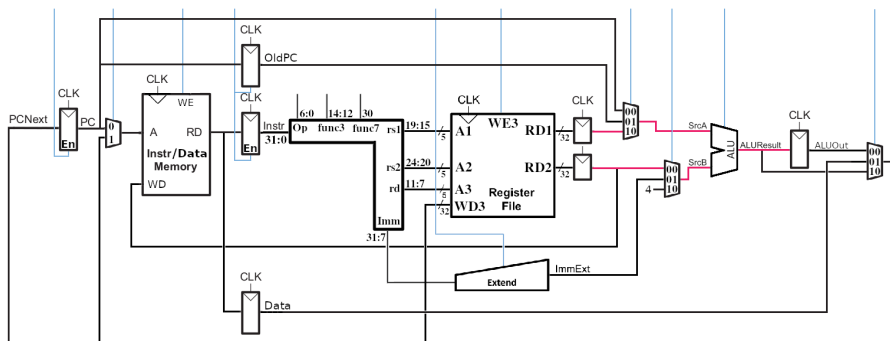 CLK
OldPC
CLK
PCNext
PC
En
0
1
CLK
WE
A
RD
Instr/Data
Memory
WD
CLK
Instr
31:0
En
6:0
14:12
30
Op
func3
func7
rs1
rs2
rd
Imm
31:7
19:15
5
24:20
5
11:7
5
32
CLK
WE3
A1
RD1
A2
RD2
A3
Register
WD3
File
32
32
CLK
00
01
10
SrcA
00
01
10
4
SrcB
ALU
ALUResult
CLK
ALUOut
00
01
10
Extend
ImmExt
CLK
Data